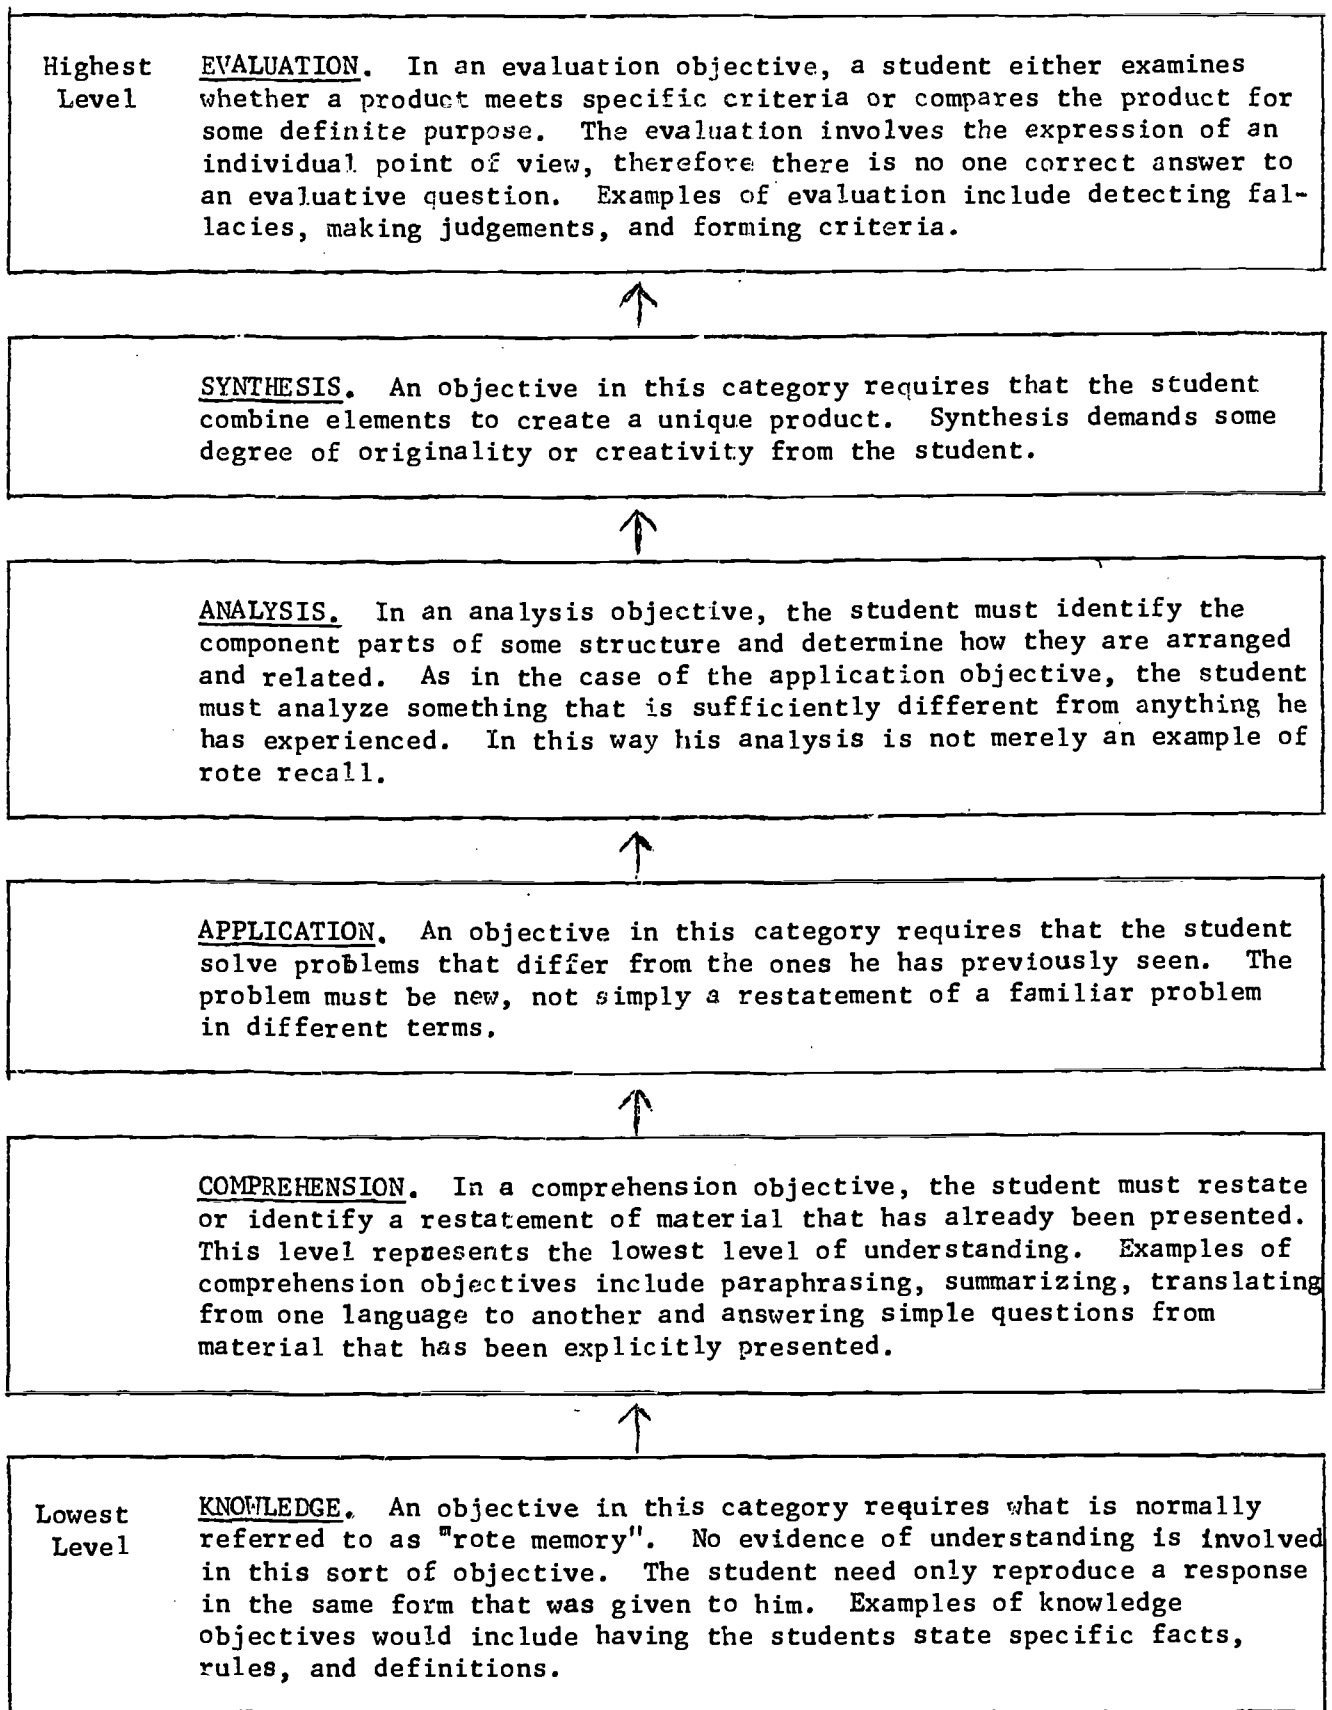 Highest EVALUATION. In an evaluation objective, a student either examines
Level whether a product meets specific criteria or compares the product for
some definite purpose. The evaluation involves the expression of an
individual point of view, therefore there is no one correct answer to
an evaluative question. Examples of evaluation include detecting fal-
lacies, making judgements, and forming criteria.
SYNTHESIS. An objective in this category requires that the student
combine elements to create a unique product. Synthesis demands some
degree of originality or creativity from the student.
ANALYSIS. In an analysis objective, the student must identify the
component parts of some structure and determine how they are arranged
and related. As in the case of the application objective, the student
must analyze something that is sufficiently different from anything he
has experienced. In this way his analysis is not merely an example of
rote recall.
APPLICATION. An objective in this category requires that the student
solve problems that differ from the ones he has previously seen. The
problem must be new, not simply a restatement of a familiar problem
in different terms.
COMPREHENSION. In a comprehension objective, the student must restate
or identify a restatement of material that has already been presented.
This level represents the lowest level of understanding. Examples of
comprehension objectives include paraphrasing, summarizing, translating
from one language to another and answering simple questions from
material that has been explicitly presented.
Lowest KNOWLEDGE. An objective in this category requires what is normally
Level referred to as "rote memory". No evidence of understanding is involved
in this sort of objective. The student need only reproduce a response
in the same form that was given to him. Examples of knowledge
objectives would include having the students state specific facts,
rules, and definitions.